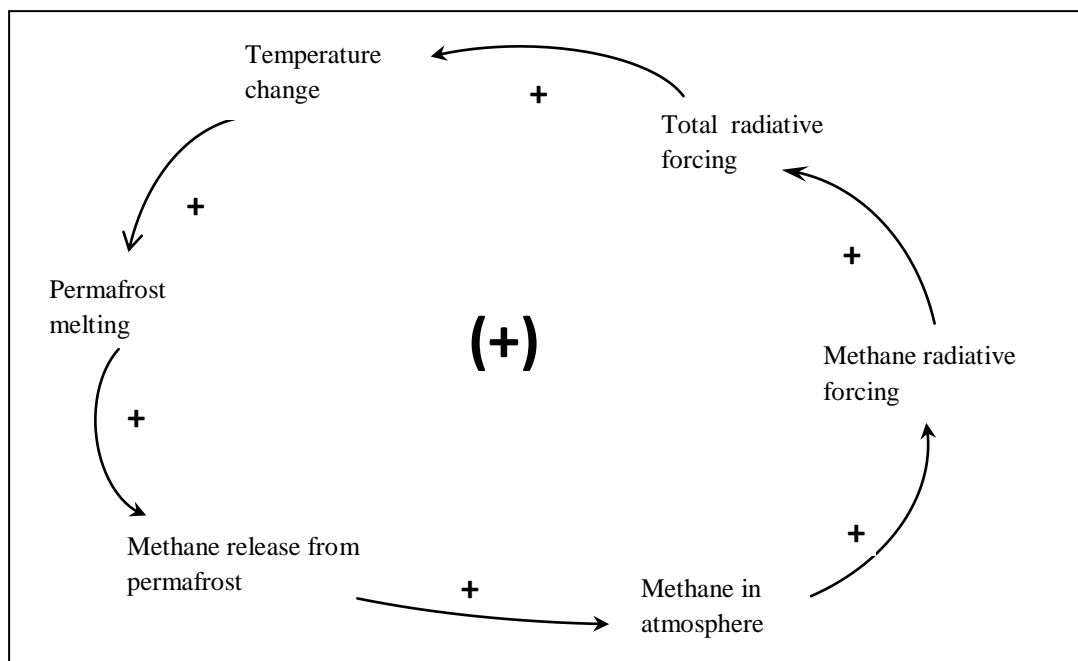 Temperature
change
+
Total radiative
forcing
+
+
Permafrost
melting
(+)
Methane radiative
forcing
+
+
Methane release from
permafrost
+
Methane in
atmosphere